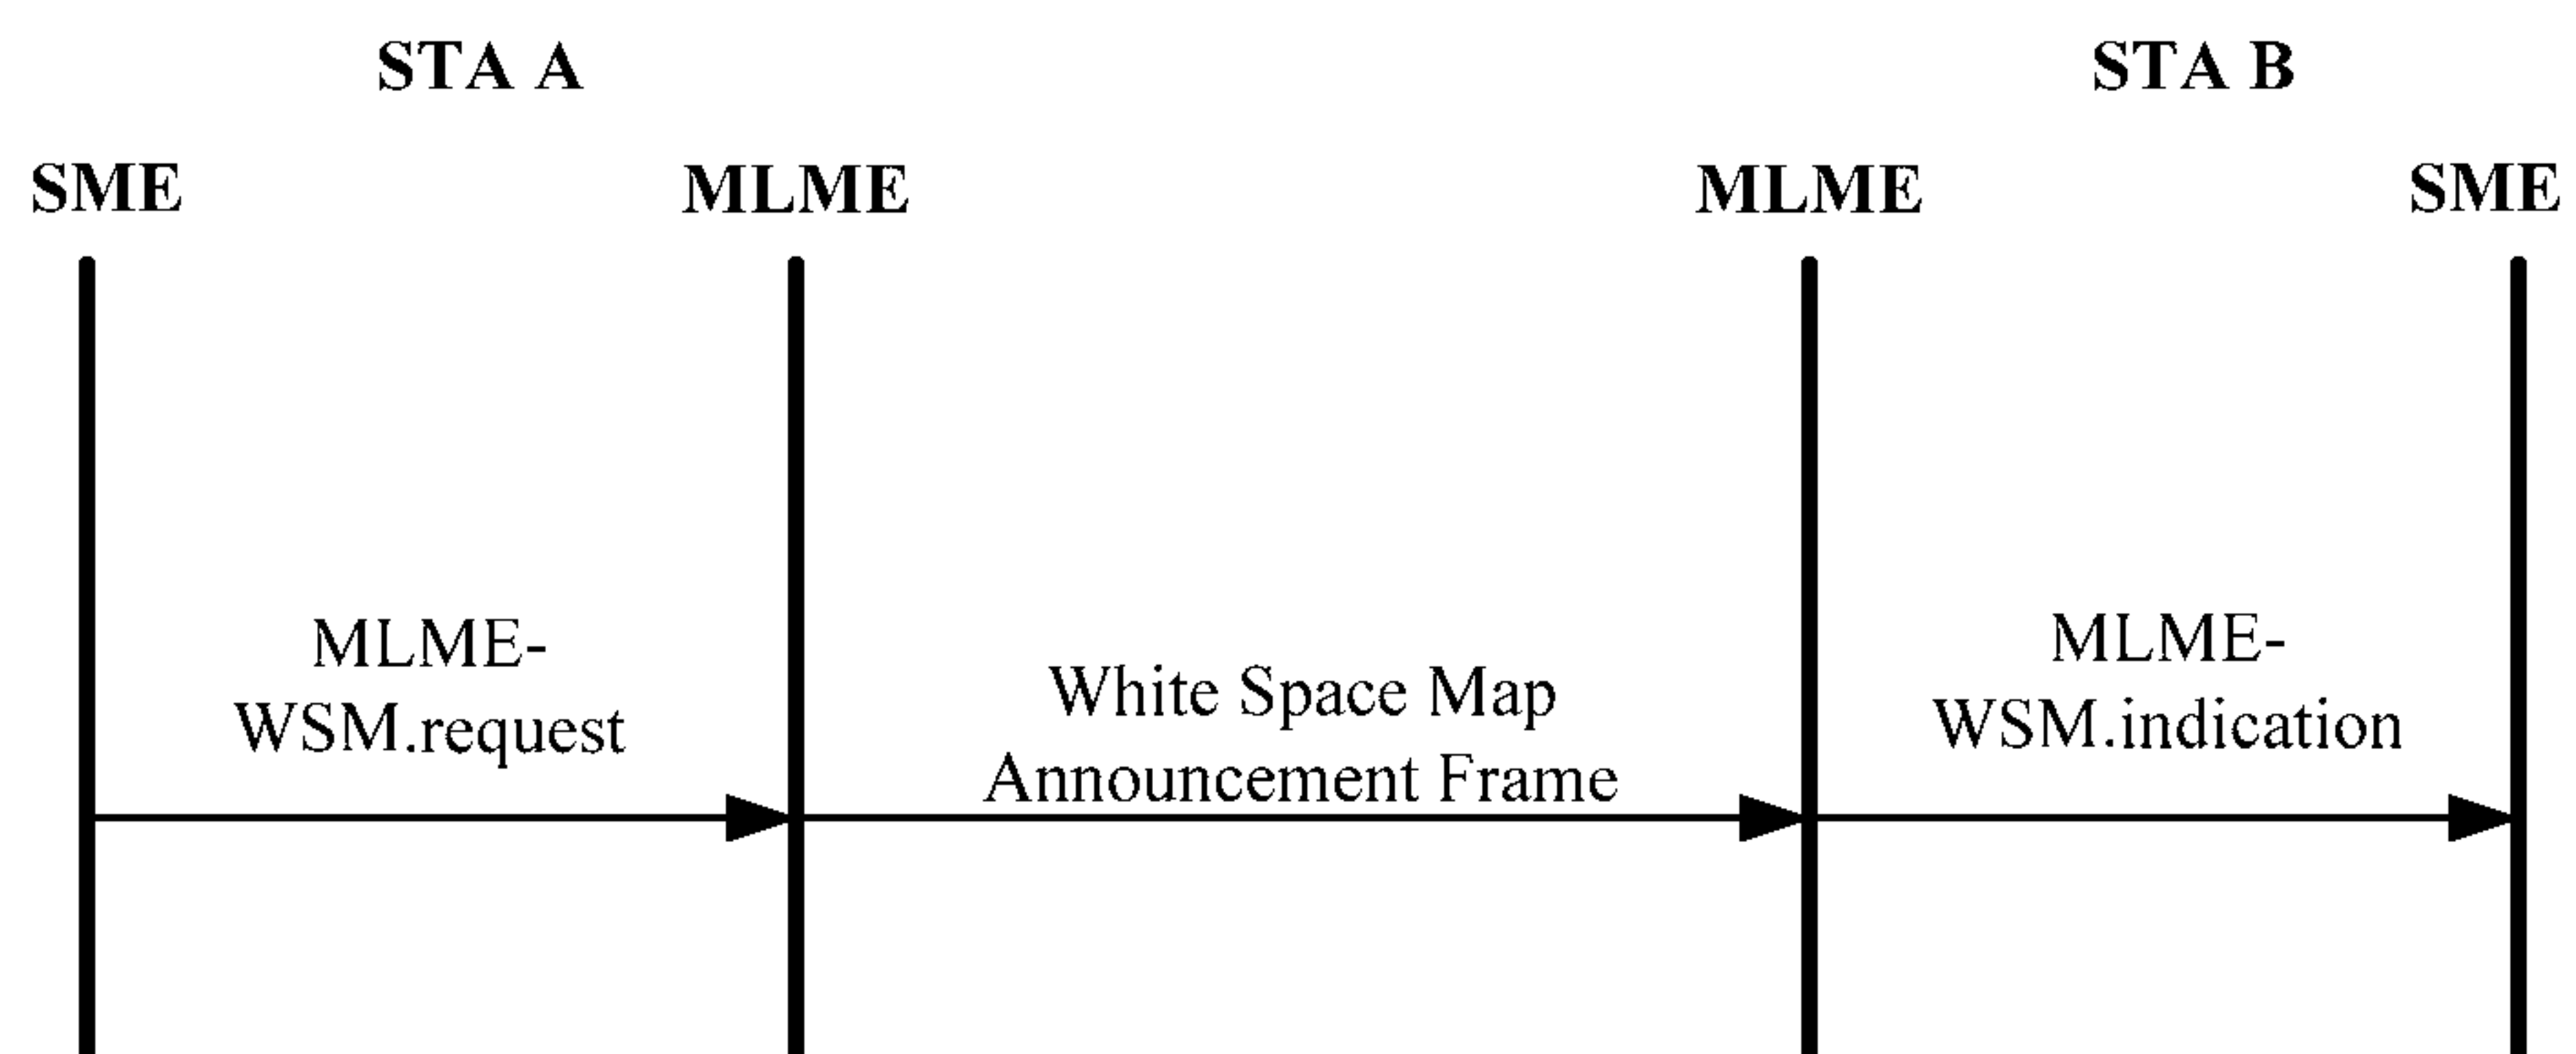 STA A
STA B
SME
MLME
MLME
SME
MLME-
WSM.request
White Space Map
Announcement Frame
MLME-
WSM.indication